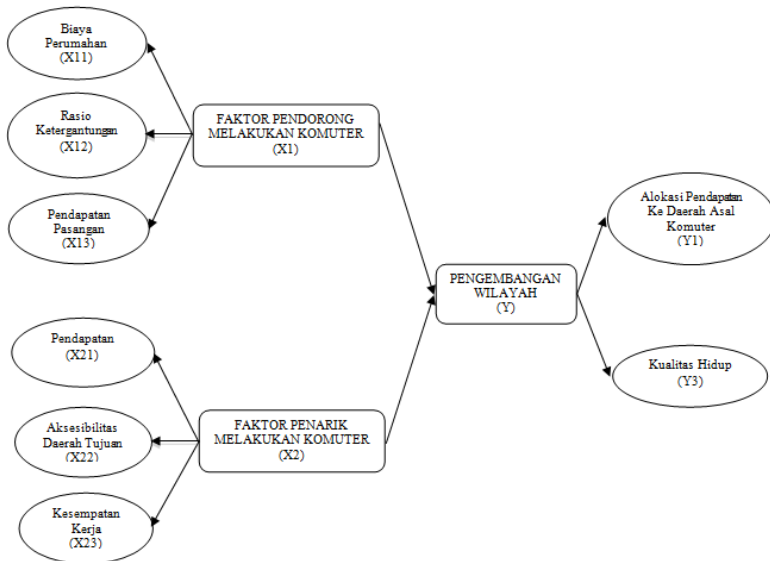 Biaya
Perumahan
(X11)
Rasio
Ketergantungan
(X12)
Pendapatan
Pasangan
(X13)
FAKTOR PENDORONG
MELAKUKAN KOMUTER
(X1)
Pendapatan
(X21)
Aksesibilitas
Daerah Tujuan
(X22)
Kesempatan
Kerja
(X23)
FAKTOR PENARIK
MELAKUKAN KOMUTER
(X2)
PENGEMBANGAN
WILAYAH
(Y)
Alokasi Pendapatan
Ke Daerah Asal
Komuter
(Y1)
Kualitas Hidup
(Y3)